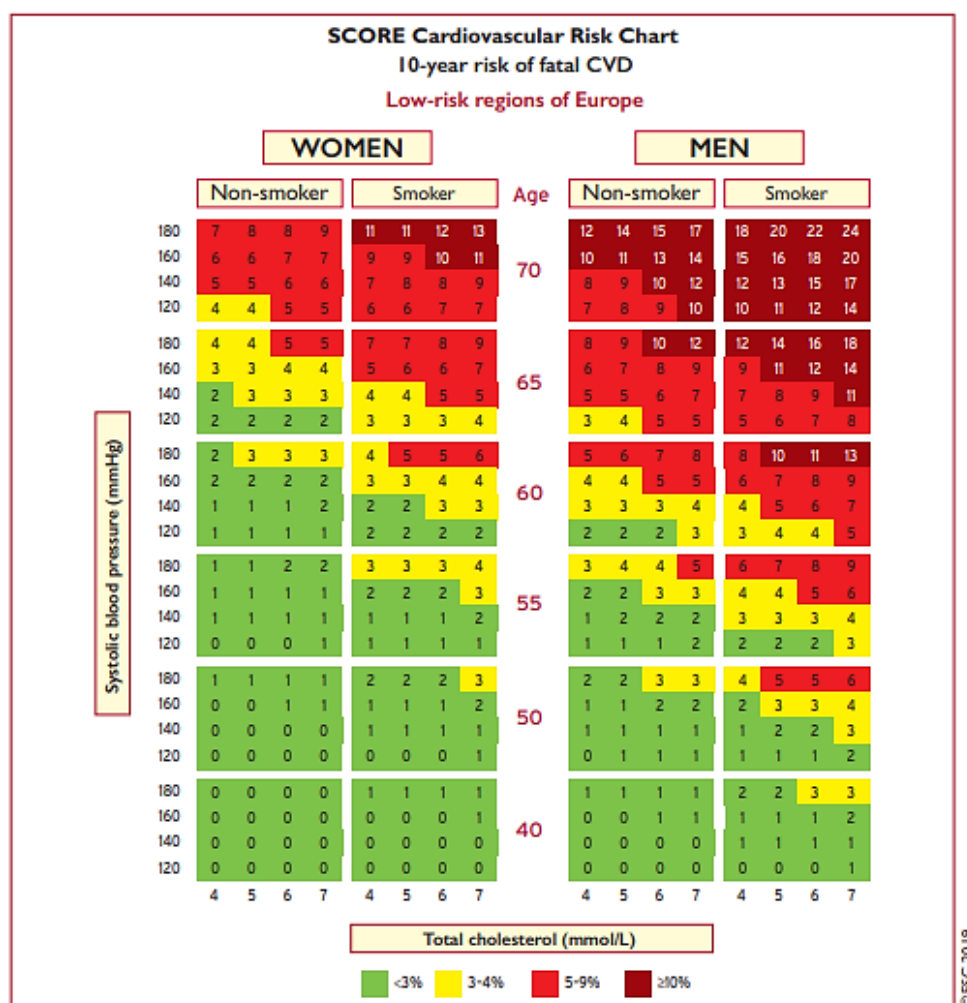 SCORE Cardiovascular Risk Chart
10-year risk of fatal CVD
Low-risk regions of Europe
WOMEN MEN
Non-smoker Smoker Age Non-smoker Smoker
180 7 8 8 9 11 11 12 13 12 14 15 17 18 20 22 24
160 6 6 7 7 9 9 10 11 10 11 13 14 15 16 18 20
70
140 5 5 6 6 7 8 8 9 8 9 10 12 12 13 15 17
120 4 4 5 5 6 6 7 7 7 8 9 10 10 11 12 14
180 4 4 5 5 7 7 8 9 8 9 10 12 12 14 16 18
160 3 3 4 4 5 6 6 7 6 7 8 9 9 11 12 14
65
140 2 3 3 3 4 4 5 5 5 5 6 7 7 8 9 11
120 2 2 2 2 3 3 3 4 3 4 5 5 5 6 7 8
180 2 3 3 3 4 5 5 6 5 6 7 8 8 10 11 13
160 2 2 2 2 3 3 4 4 4 4 5 5 6 7 8 9
60
140 1 1 1 2 2 2 3 3 3 3 3 4 4 5 6 7
120 1 1 1 1 2 2 2 2 2 2 2 3 3 4 4 5
180 1 1 2 2 3 3 3 4 3 4 4 5 6 7 8 9
160 1 1 1 1 2 2 2 3 2 2 3 3 4 4 5 6
55
140 1 1 1 1 1 1 1 2 1 2 2 2 3 3 3 4
120 0 0 0 1 1 1 1 1 1 1 1 2 2 2 2 3
180 1 1 1 1 2 2 2 3 2 2 3 3 4 5 5 6
160 0 0 1 1 1 1 1 2 1 1 2 2 2 3 3 4
50
140 0 0 0 0 1 1 1 1 1 1 1 1 1 2 2 3
120 0 0 0 0 0 0 0 1 0 1 1 1 1 1 1 2
180 0 0 0 0 1 1 1 1 1 1 1 1 2 2 3 3
160 0 0 0 0 0 0 0 1 0 0 1 1 1 1 1 2
40
140 0 0 0 0 0 0 0 0 0 0 0 0 1 1 1 1
120 0 0 0 0 0 0 0 0 0 0 0 0 0 0 0 1
4 5 6 7 4 5 6 7 4 5 6 7 4 5 6 7
Systolic blood pressure (mmHg)
Total cholesterol (mmol/L)
<3% 3-4% 5-9% ≥10%
©ESC 2019